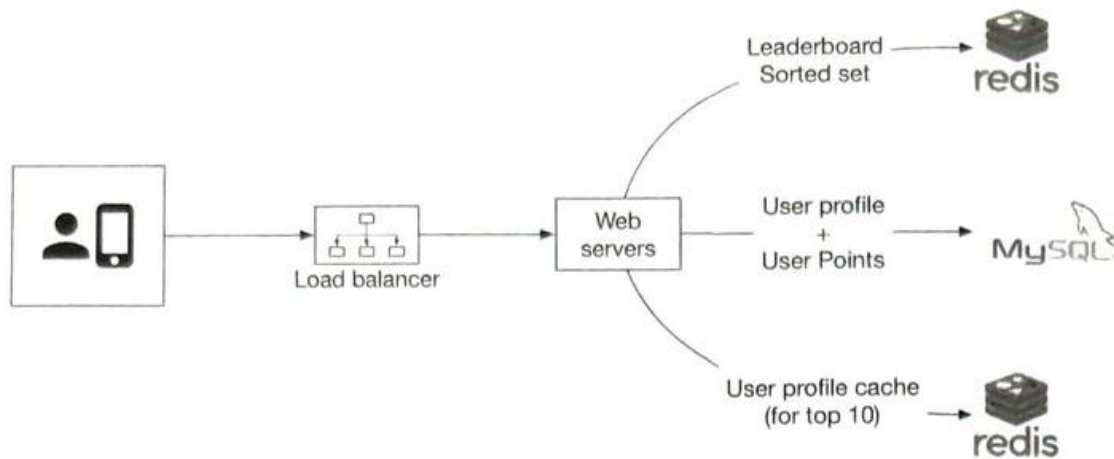 Leaderboard
Sorted set
redis
Load balancer
Web
servers
User profile
+
User Points
MySQL
User profile cache
(for top 10)
redis